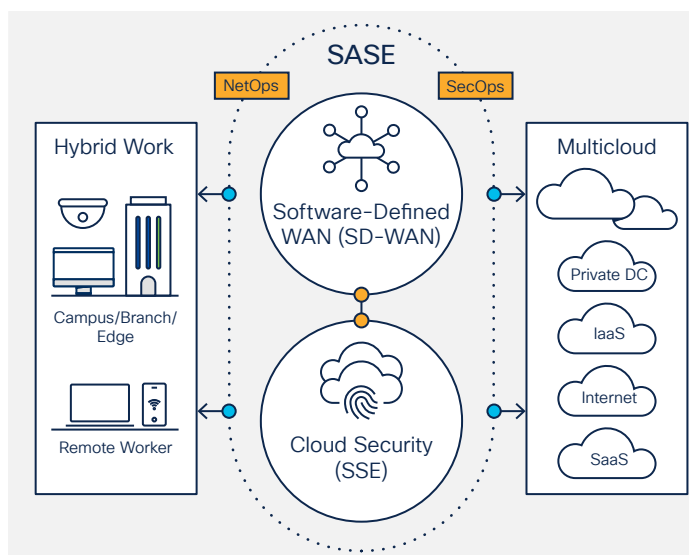 SASE
NetOps
SecOps
Hybrid Work
Campus/Branch/
Edge
Remote Worker
Software-Defined
WAN (SD-WAN)
Cloud Security
(SSE)
Multicloud
Private DC
IaaS
Internet
SaaS